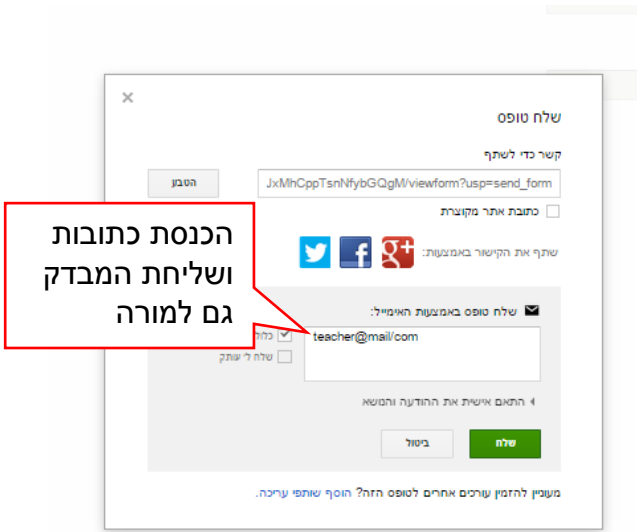 ×
שלח טופס
קשר כדי לשתף
JxMhCppTsnNfybGQgM/viewform?usp=send_form
הטבע
כתובת אתר מקוצרת
שתף את הקישור באמצעות:
הכנסת כתובות
ושליחת המבדק
גם למורה
שלח טופס באמצעות האימייל:
teacher@mail/com
כלול
שלח לי עותק
התאם אישית את ההודעה והנושא
שלח
ביטול
מעוניין להזמין עורכים אחרים לטופס הזה? הוסף שותפי עריכה.